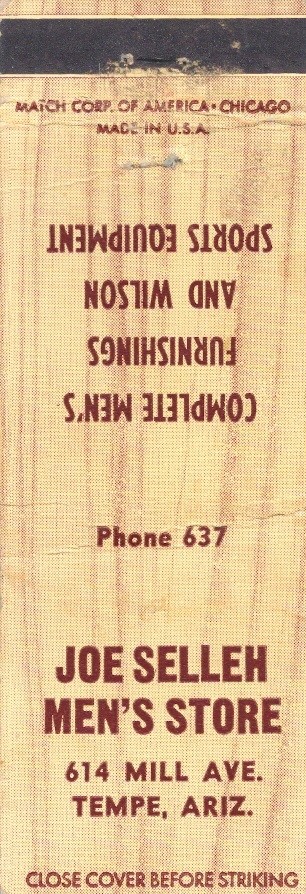 MATCH CORP. OF AMERICA • CHICAGO
MADE IN U.S.A.
COMPLETE MEN'S
FURNISHINGS
AND WILSON
SPORTS EQUIPMENT
Phone 637
JOE SELLEH
MEN'S STORE
614 MILL AVE.
TEMPE, ARIZ.
CLOSE COVER BEFORE STRIKING